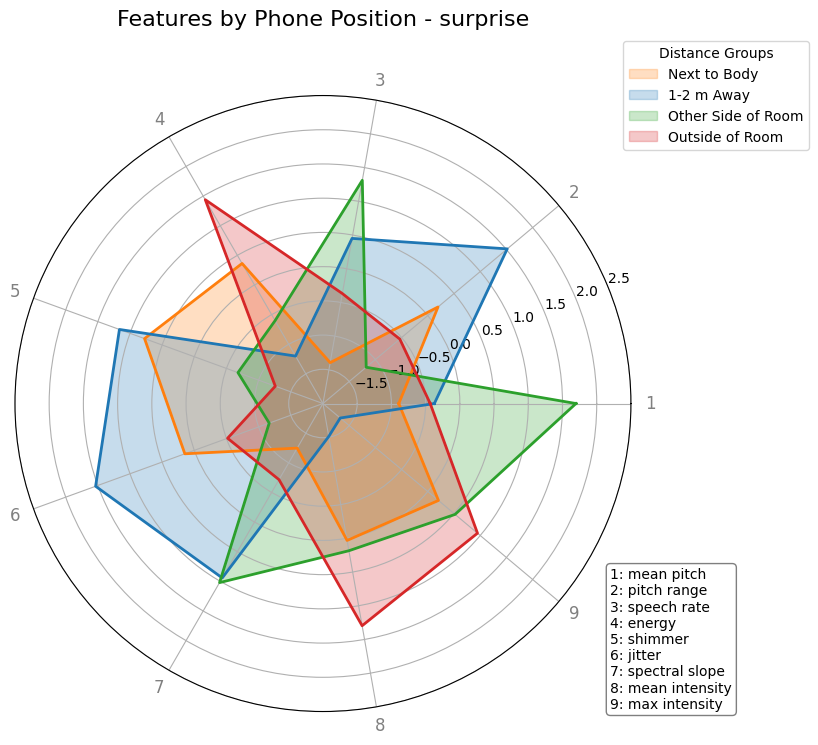 Features by Phone Position - surprise
Distance Groups
Next to Body
1-2 m Away
Other Side of Room
Outside of Room
1
2
3
4
5
6
7
8
9
−1.5
−1.0
−0.5
0.0
0.5
1.0
1.5
2.0
2.5
1: mean pitch
2: pitch range
3: speech rate
4: energy
5: shimmer
6: jitter
7: spectral slope
8: mean intensity
9: max intensity